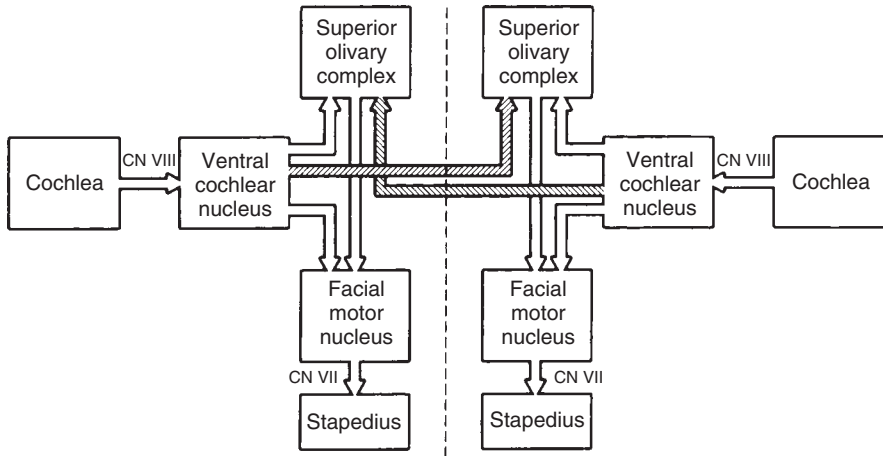 Superior
olivary
complex
Superior
olivary
complex
Cochlea
CN VIII
Ventral
cochlear
nucleus
Ventral
cochlear
nucleus
CN VIII
Cochlea
Facial
motor
nucleus
Facial
motor
nucleus
CN VII
CN VII
Stapedius
Stapedius